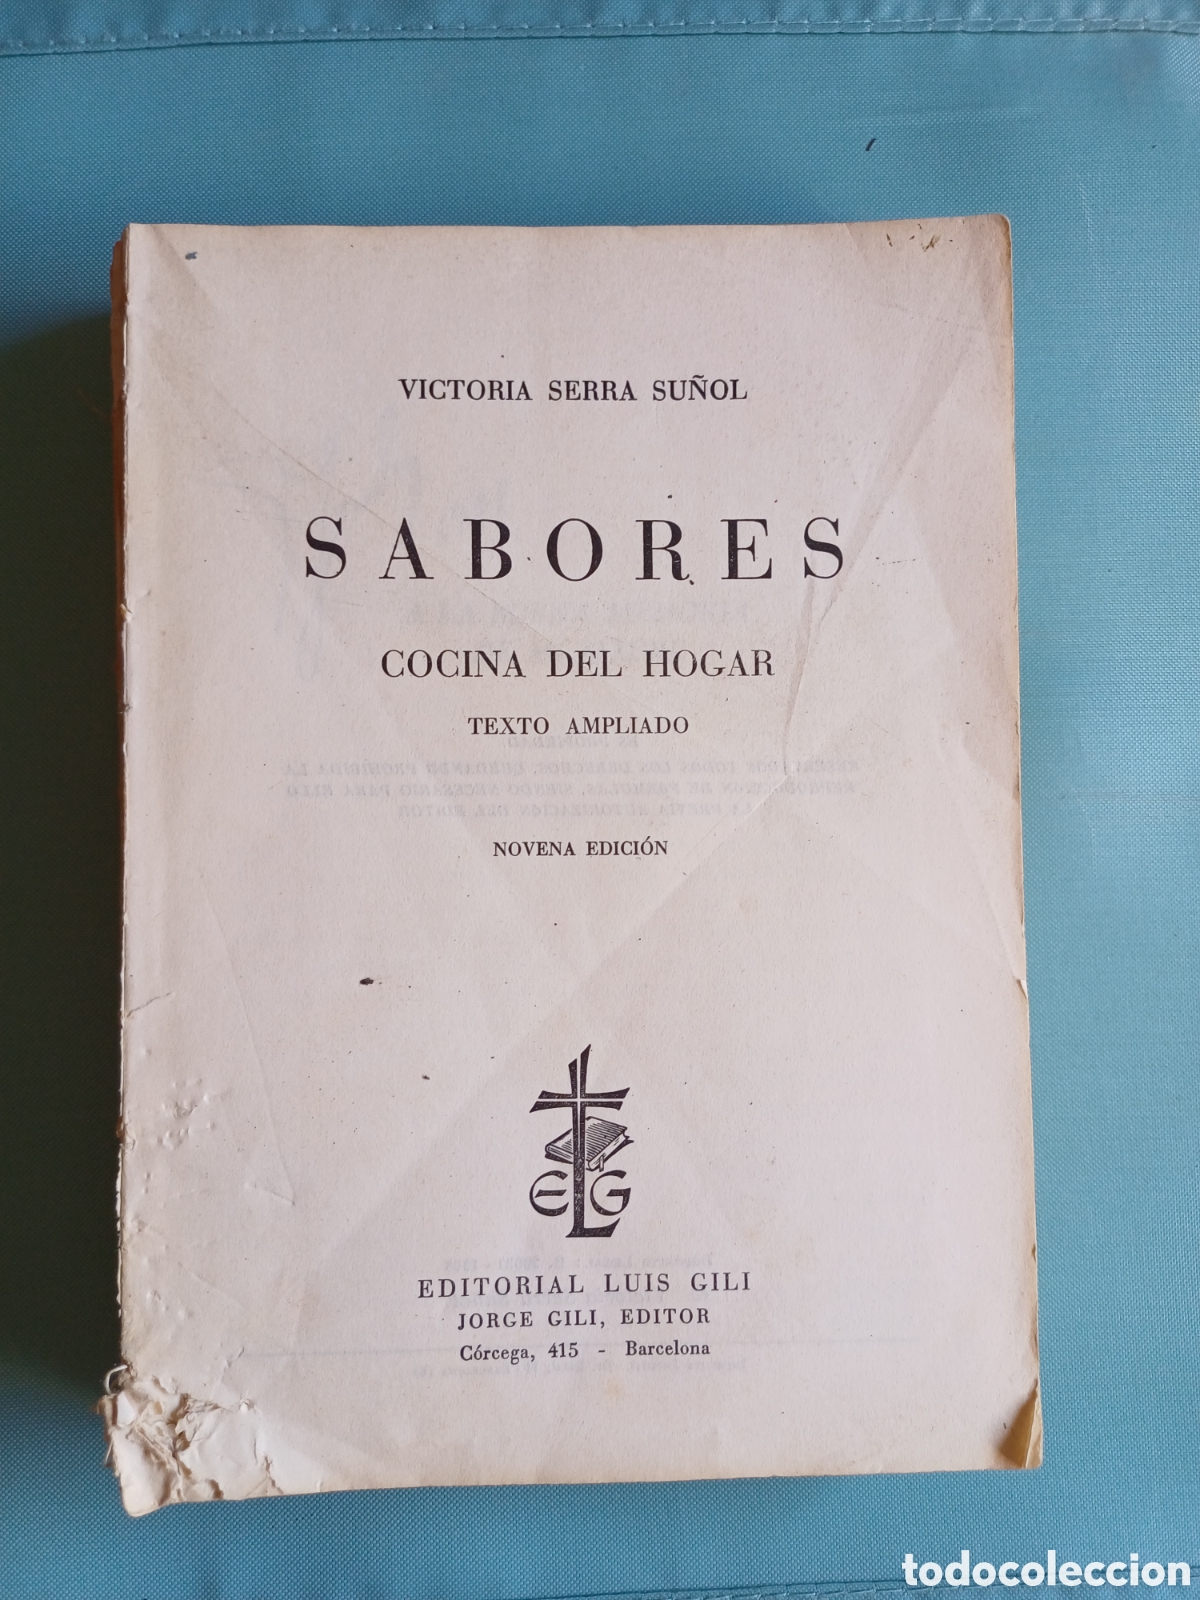 VICTORIA SERRA SUÑOL
SABORES
COCINA DEL HOGAR
TEXTO AMPLIADO
NOVENA EDICIÓN
ELG
EDITORIAL LUIS GILI
JORGE GILI, EDITOR
Córcega, 415 - Barcelona
todocoleccion